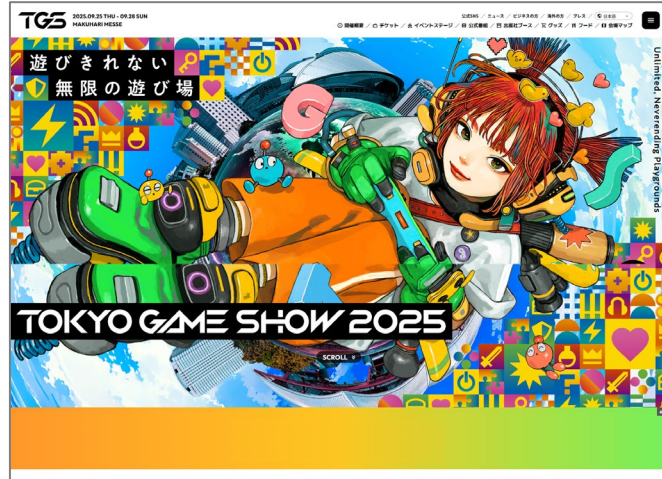 TGS
2025.09.25 THU - 09.28 SUN
MAKUHARI MESSE
公式SNS / ニュース / ビジネスの方 / 海外の方 / プレス / 日本語
開催概要 / チケット / イベントステージ / 公式番組 / 出展社ブース / グッズ / フード / 会場マップ
遊びきれない
無限の遊び場
Unlimited, Neverending Playgrounds
G
TOKYO GAME SHOW 2025
SCROLL